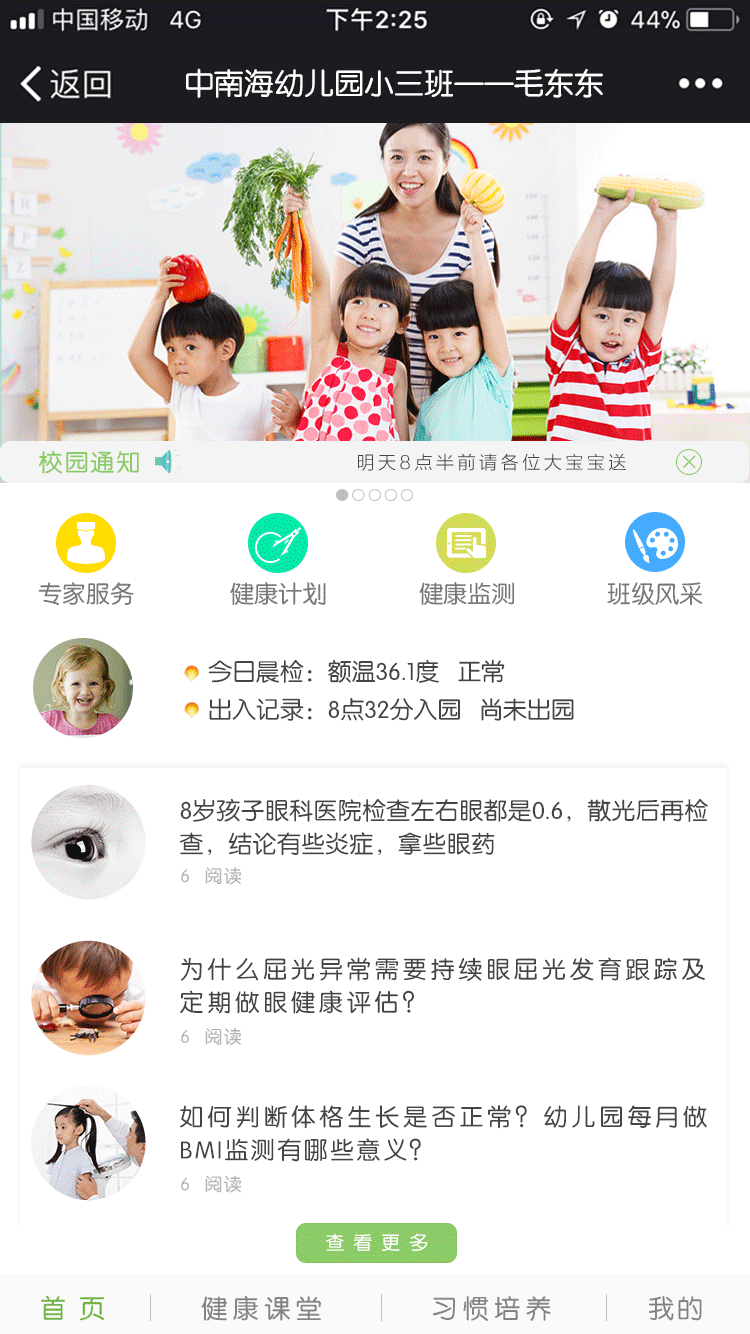 中国移动 4G 下午2:25 44%
返回 中南海幼儿园小三班——毛东东
校园通知 明天8点半前请各位大宝宝送
专家服务 健康计划 健康监测 班级风采
今日晨检：额温36.1度 正常
出入记录：8点32分入园 尚未出园
8岁孩子眼科医院检查左右眼都是0.6，散光后再检
查，结论有些炎症，拿些眼药
6 阅读
为什么屈光异常需要持续眼屈光发育跟踪及
定期做眼健康评估？
6 阅读
如何判断体格生长是否正常？幼儿园每月做
BMI监测有哪些意义？
6 阅读
查看更多
首页 健康课堂 习惯培养 我的